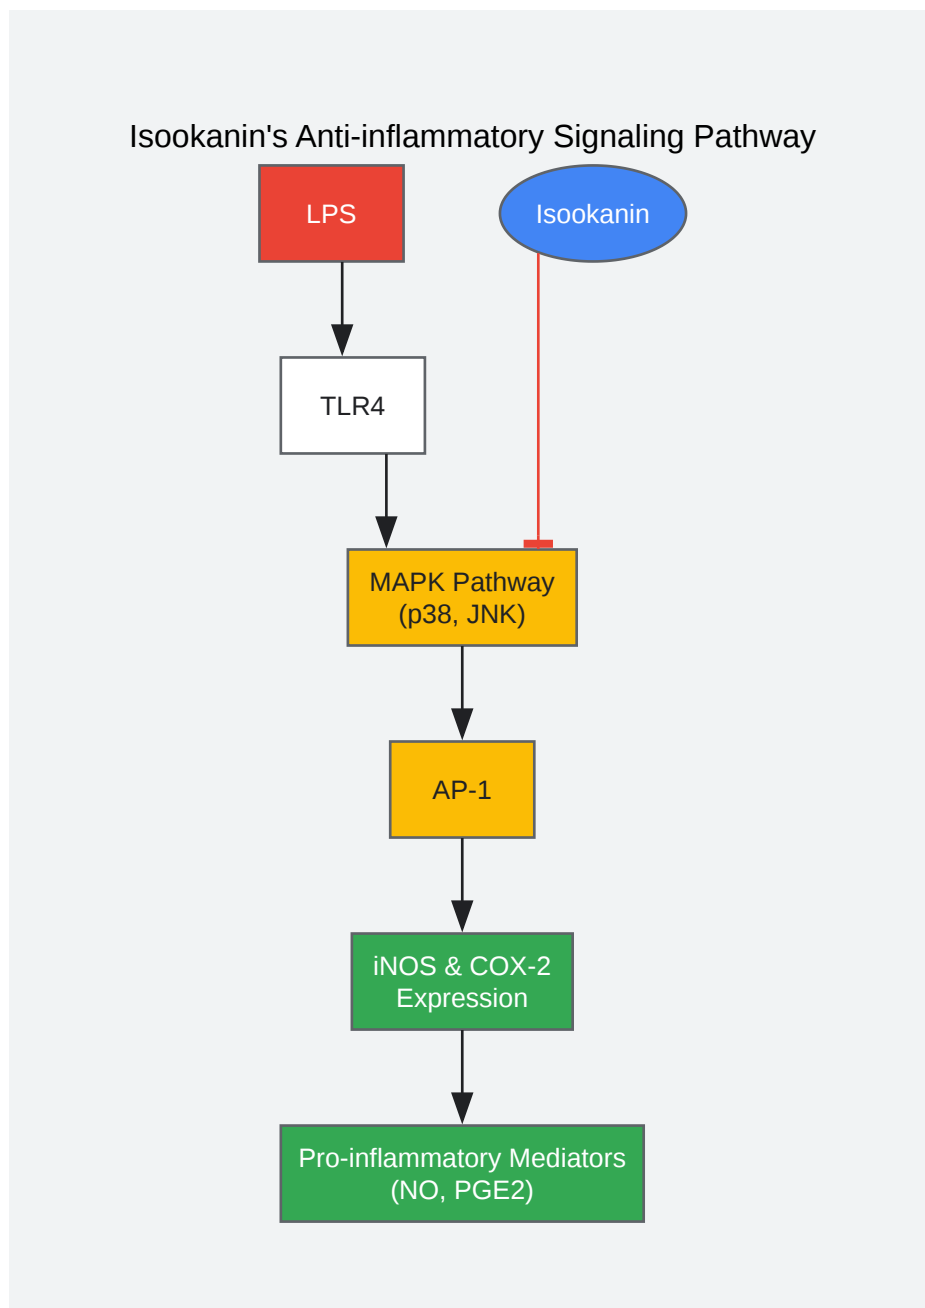 Isookanin's Anti-inflammatory Signaling Pathway
LPS
Isookanin
TLR4
MAPK Pathway
(p38, JNK)
AP-1
iNOS & COX-2
Expression
Pro-inflammatory Mediators
(NO, PGE2)